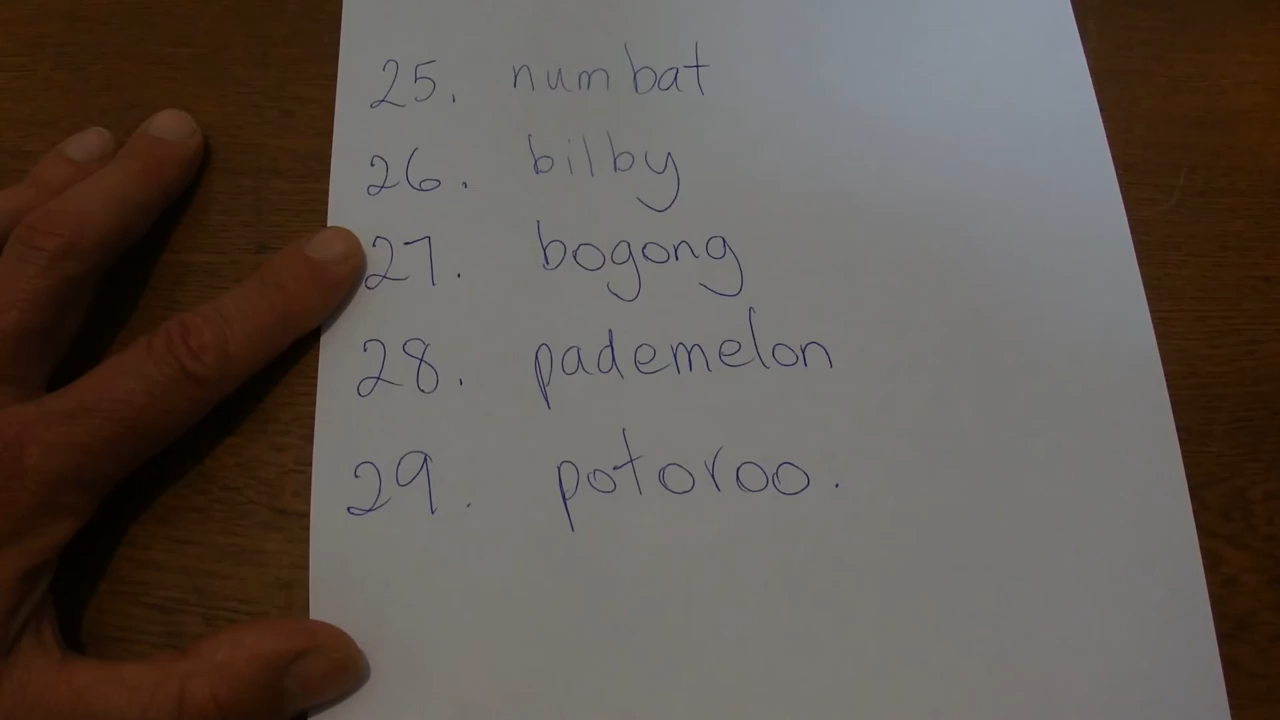 25. numbat
26. bilby
27. bogong
28. pademelon
29. potoroo.